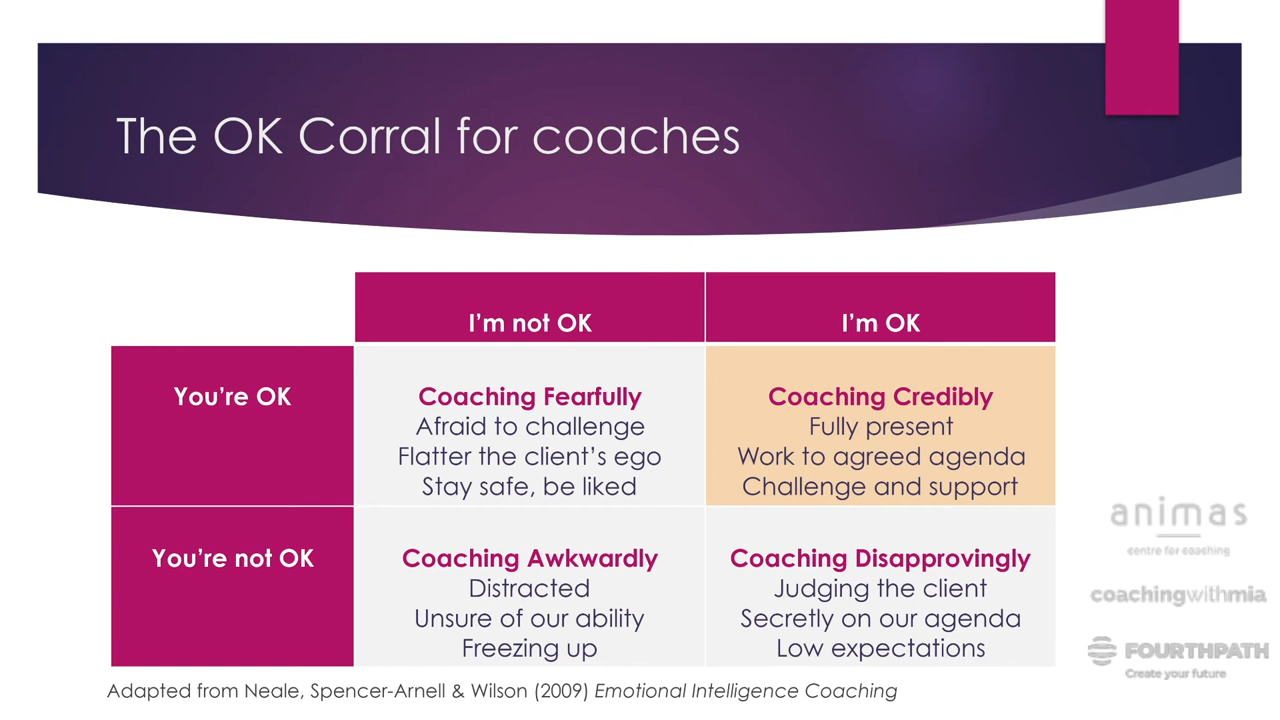 The OK Corral for coaches
I'm not OK
I'm OK
You're OK
Coaching Fearfully
Afraid to challenge
Flatter the client's ego
Stay safe, be liked
Coaching Credibly
Fully present
Work to agreed agenda
Challenge and support
You're not OK
Coaching Awkwardly
Distracted
Unsure of our ability
Freezing up
Coaching Disapprovingly
Judging the client
Secretly on our agenda
Low expectations
animas
centre for coaching
coachingwithmia
FOURTHPATH
Create your future
Adapted from Neale, Spencer-Arnell & Wilson (2009) Emotional Intelligence Coaching